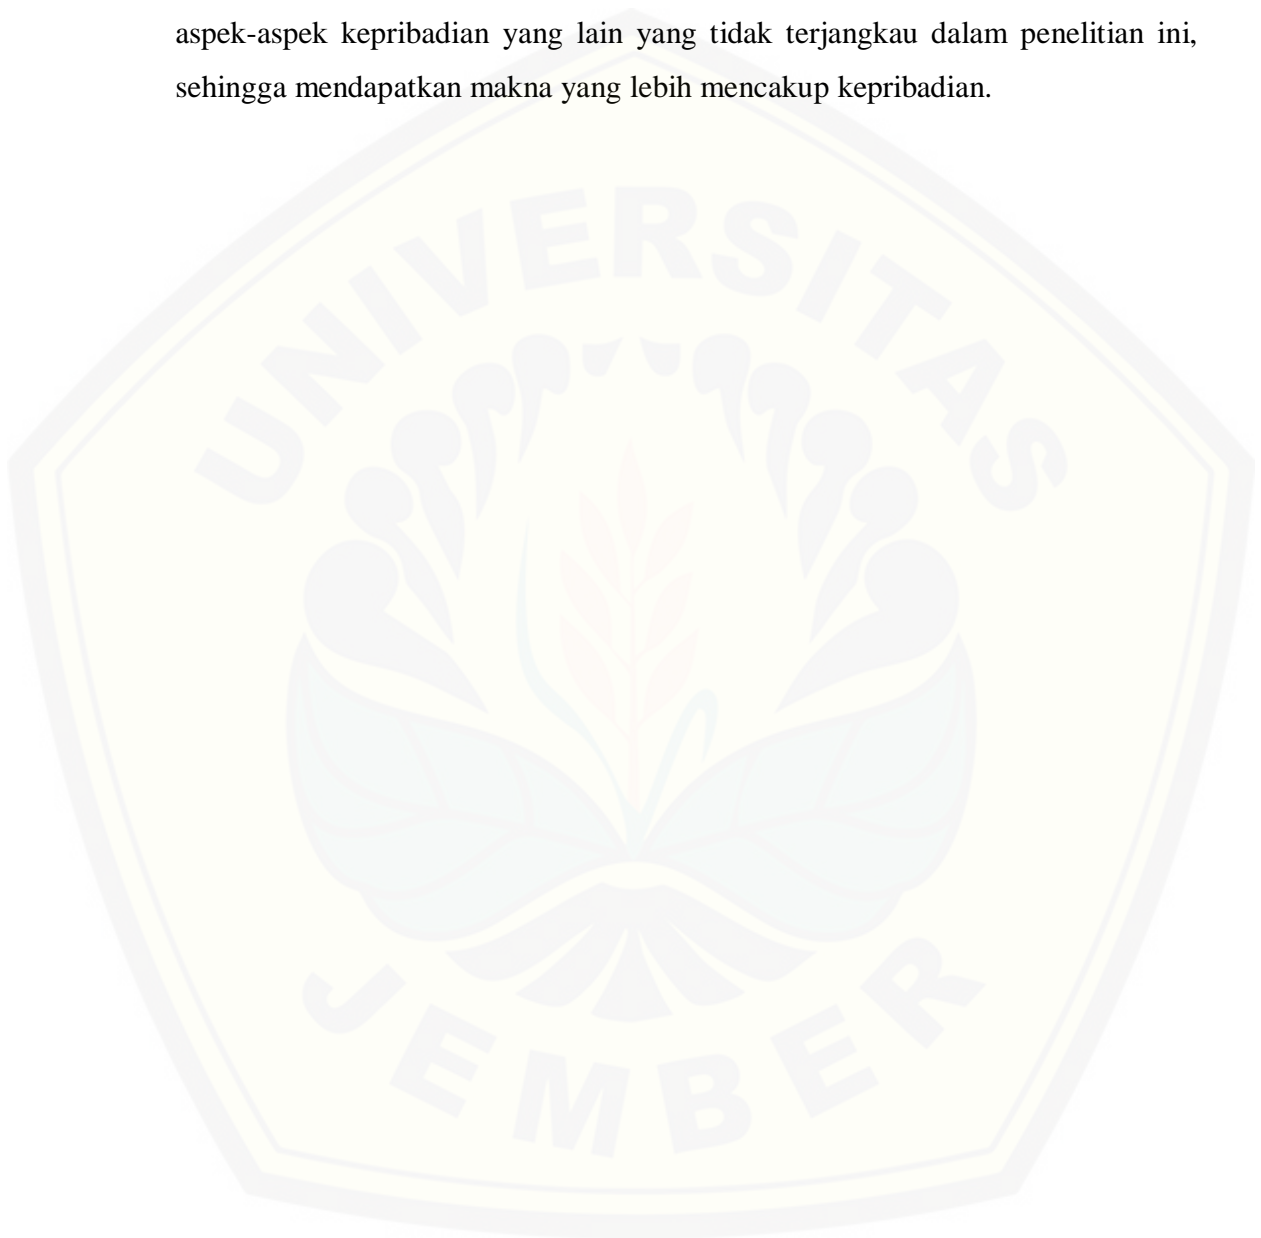 aspek-aspek kepribadian yang lain yang tidak terjangkau dalam penelitian ini,
sehingga mendapatkan makna yang lebih mencakup kepribadian.
UNIVERSITAS
JEMBER